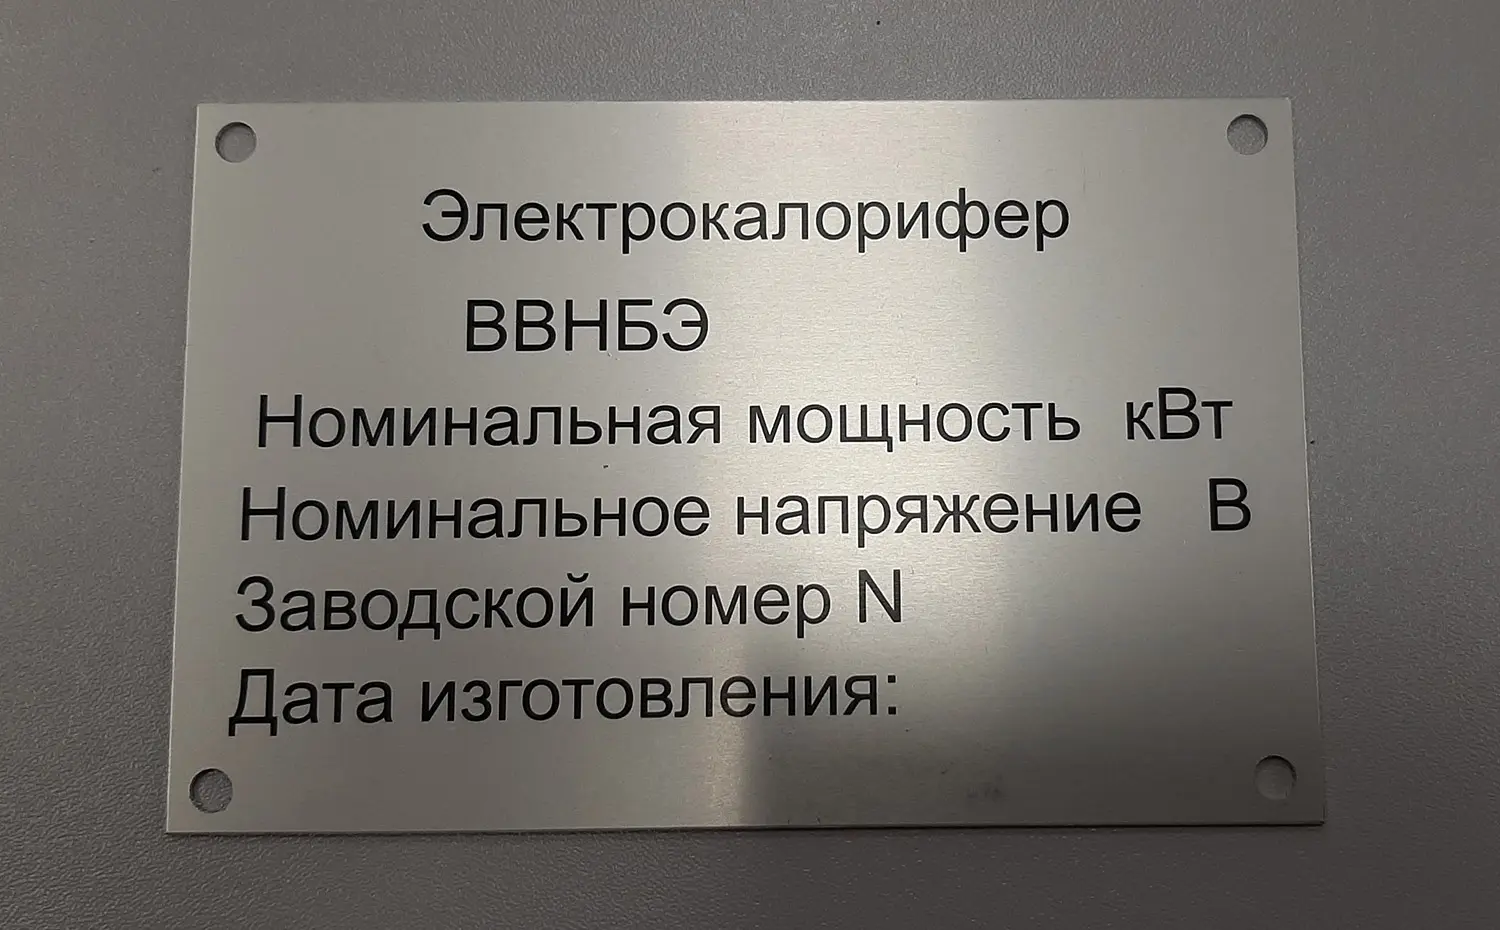 Электрокалорифер
ВВНБЭ
Номинальная мощность кВт
Номинальное напряжение В
Заводской номер N
Дата изготовления: